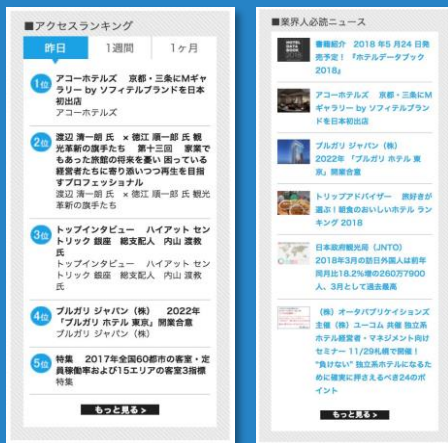 ■アクセスランキング
昨日
1週間
1ヶ月
1位
アコーホテルズ 京都・三条にMギャ
ラリー by ソフィテルブランドを日本
初出店
アコーホテルズ
2位
渡辺 清一朗 氏 ×徳江 順一郎 氏 観
光革新の旗手たち 第十三回 家業で
もあった旅館の将来を憂い 困っている
経営者たちに寄り添いつつ再生を目指
すプロフェッショナル
渡辺 清一朗 氏 ×徳江 順一郎 氏 観光
革新の旗手たち
3位
トップインタビュー ハイアット セン
トリック 銀座 総支配人 内山 渡教
氏
トップインタビュー ハイアット セン
トリック 銀座 総支配人 内山 渡教
氏
4位
ブルガリ ジャパン（株） 2022年
「ブルガリ ホテル 東京」開業合意
ブルガリ ジャパン（株）
5位
特集 2017年全国60都市の客室・定
員稼働率および15エリアの客室3指標
特集
もっと見る >
■業界人必読ニュース
書籍紹介 2018 年5 月24 日発
売予定！『ホテルデータブック
2018』
アコーホテルズ 京都・三条にM
ギャラリー by ソフィテルブラン
ドを日本初出店
ブルガリ ジャパン（株）
2022年 「ブルガリ ホテル 東
京」開業合意
トリップアドバイザー 旅好きが
選ぶ！朝食のおいしいホテル ラン
キング 2018
日本政府観光局（JNTO）
2018年3月の訪日外国人は前年
同月比18.2％増の260万7900
人、3月として過去最高
（株）オータパブリケイションズ
主催（株）ユーコム 共催 独立系
ホテル経営者・マネジメント向け
セミナー 11/29札幌で開催！
“負けない” 独立系ホテルになるた
めに確実に押さえるべき24のポ
イント
もっと見る >